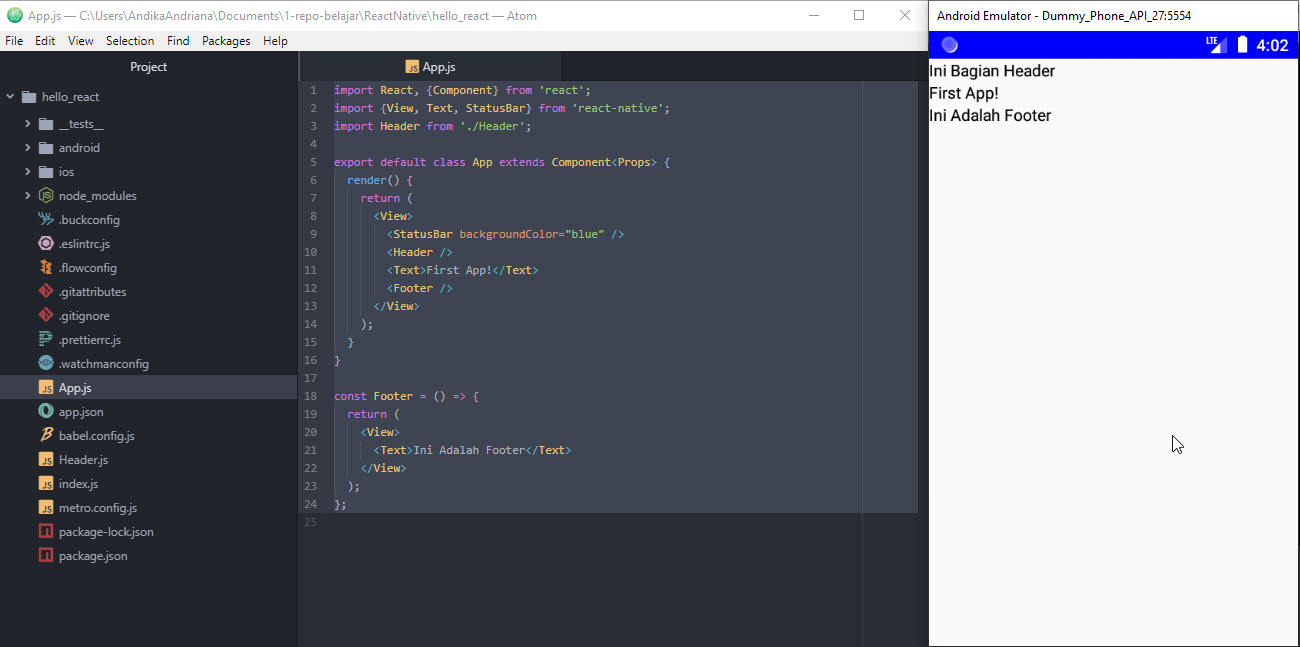 App.js — C:\Users\AndikaAndriana\Documents\1-repo-belajar\ReactNative\hello_react — Atom
File Edit View Selection Find Packages Help
Project
hello_react
__tests__
android
ios
node_modules
.buckconfig
.eslintrc.js
.flowconfig
.gitattributes
.gitignore
.prettierrc.js
.watchmanconfig
App.js
app.json
babel.config.js
Header.js
index.js
metro.config.js
package-lock.json
package.json
App.js
1 import React, {Component} from 'react';
2 import {View, Text, StatusBar} from 'react-native';
3 import Header from './Header';
4
5 export default class App extends Component<Props> {
6 render() {
7 return (
8 <View>
9 <StatusBar backgroundColor="blue" />
10 <Header />
11 <Text>First App!</Text>
12 <Footer />
13 </View>
14 );
15 }
16 }
17
18 const Footer = () => {
19 return (
20 <View>
21 <Text>Ini Adalah Footer</Text>
22 </View>
23 );
24 };
25
Android Emulator - Dummy_Phone_API_27:5554
LTE 4:02
Ini Bagian Header
First App!
Ini Adalah Footer